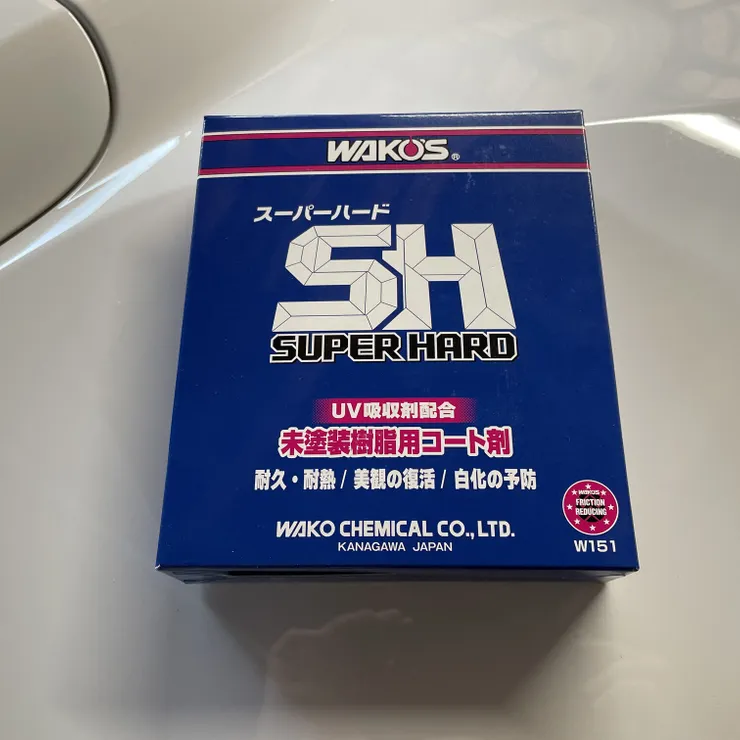 WAKO'S®
スーパーハード
SH
SUPER HARD
UV吸収剤配合
未塗装樹脂用コート剤
耐久・耐熱/美観の復活/白化の予防
WAKO'S
FRICTION
REDUCING
WAKO CHEMICAL CO.,LTD.
KANAGAWA JAPAN
W151